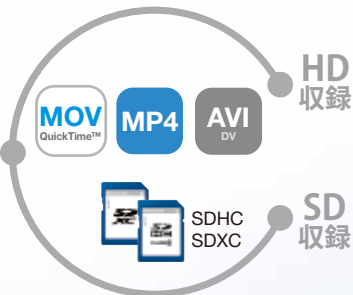 HD
収録
MOV
QuickTime™
MP4
AVI
DV
SDHC
SDXC
SD
収録